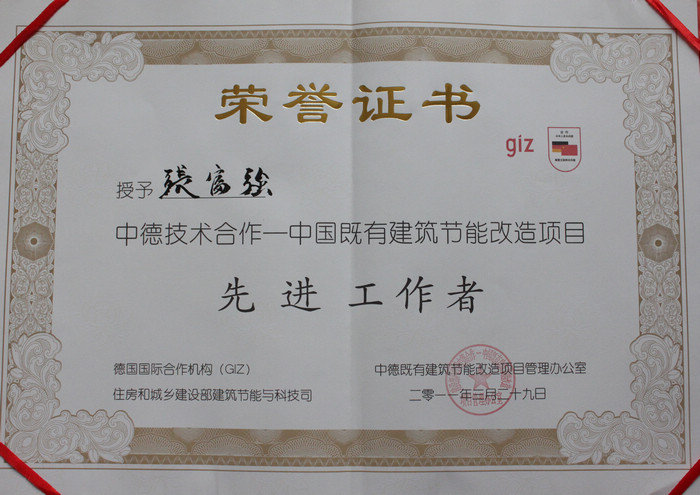 荣誉证书
giz
授予 張富強
中德技术合作—中国既有建筑节能改造项目
先进工作者
德国国际合作机构（GIZ）
中德既有建筑节能改造项目管理办公室
住房和城乡建设部建筑节能与科技司
二零一一年三月二十九日